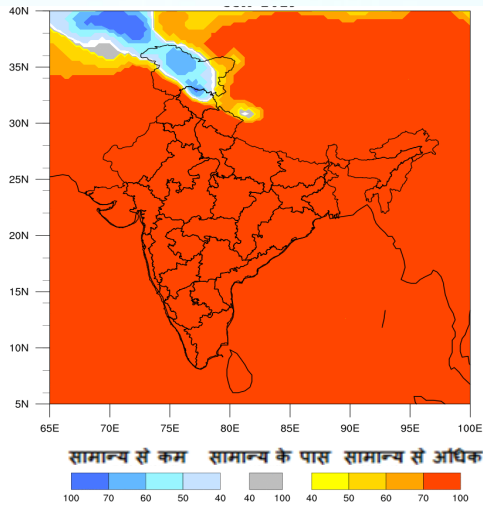 40N
35N
30N
25N
20N
15N
10N
5N
65E 70E 75E 80E 85E 90E 95E 100E
सामान्य से कम सामान्य के पास सामान्य से अधिक
100 70 60 50 40 40 100 40 50 60 70 100